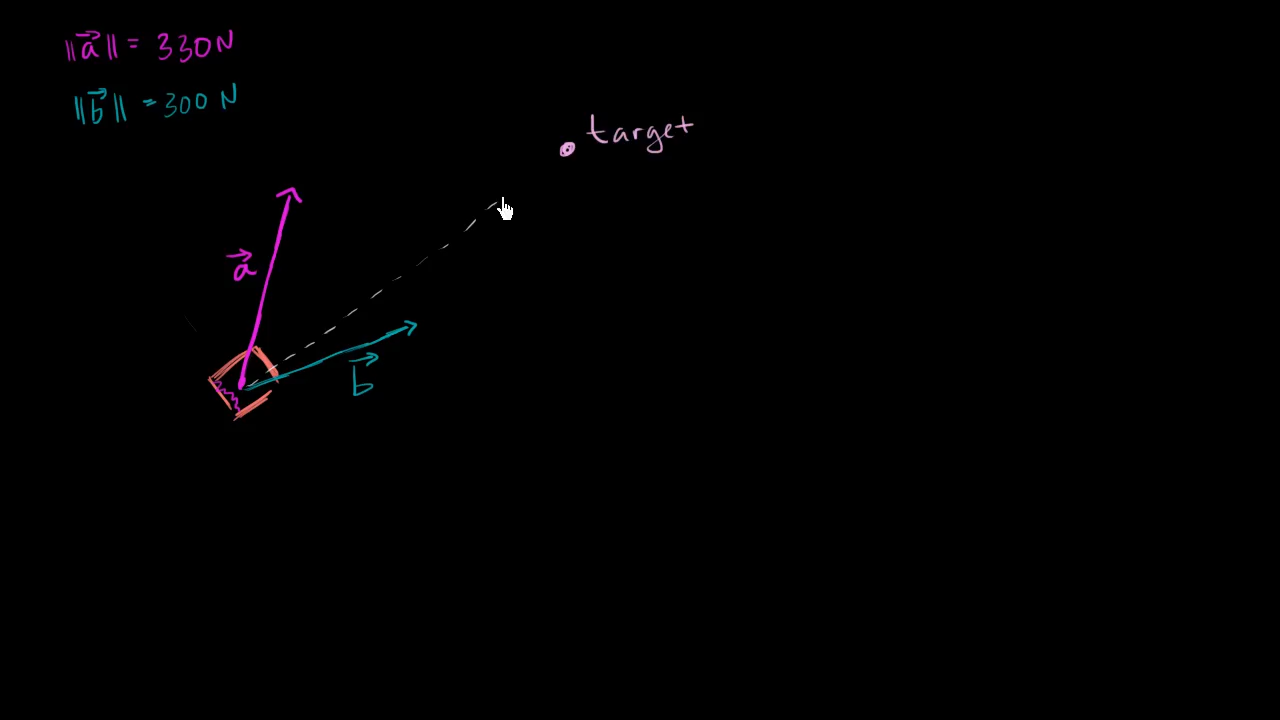 ‖a⃗‖ = 330N
‖b⃗‖ = 300 N
target
a⃗
b⃗